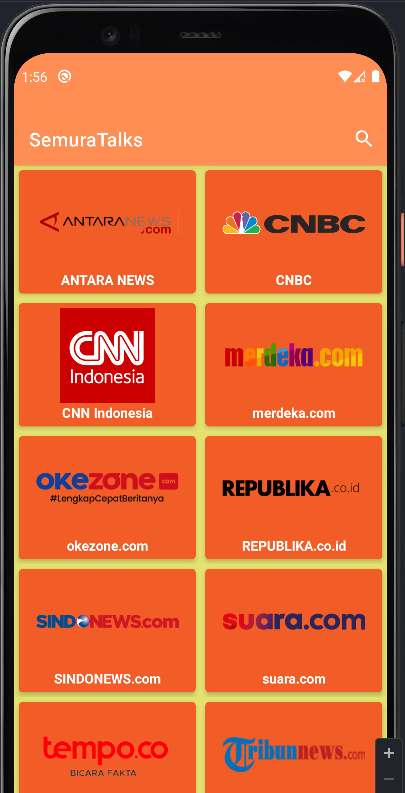 1:56
SemuraTalks
ANTARANEWS
.com
ANTARA NEWS
CNBC
CNBC
CNN
Indonesia
CNN Indonesia
merdeka.com
merdeka.com
okezone.com
#LengkapCepatBeritanya
okezone.com
REPUBLIKA.co.id
REPUBLIKA.co.id
SINDONEWS.com
SINDONEWS.com
suara.com
suara.com
tempo.co
BICARA FAKTA
Tribunnews.com